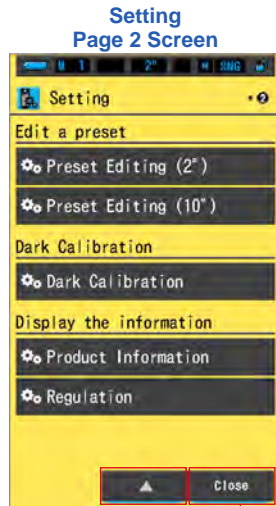 Setting
Page 2 Screen
M 1 2° M SNG
Setting
Edit a preset
Preset Editing (2°)
Preset Editing (10°)
Dark Calibration
Dark Calibration
Display the information
Product Information
Regulation
Close